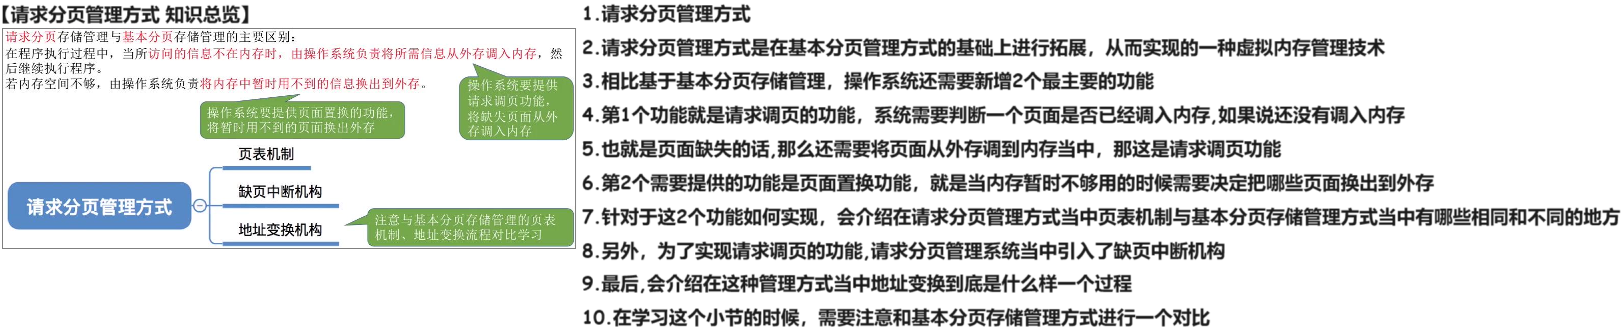 【请求分页管理方式 知识总览】
请求分页存储管理与基本分页存储管理的主要区别:
在程序执行过程中，当所访问的信息不在内存时，由操作系统负责将所需信息从外存调入内存，然
后继续执行程序。
若内存空间不够，由操作系统负责将内存中暂时用不到的信息换出到外存。
操作系统要提供
请求调页功能，
将缺失页面从外
存调入内存
操作系统要提供页面置换的功能，
将暂时用不到的页面换出外存
页表机制
请求分页管理方式
缺页中断机构
地址变换机构
注意与基本分页存储管理的页表
机制、地址变换流程对比学习
1.请求分页管理方式
2.请求分页管理方式是在基本分页管理方式的基础上进行拓展，从而实现的一种虚拟内存管理技术
3.相比基于基本分页存储管理，操作系统还需要新增2个最主要的功能
4.第1个功能就是请求调页的功能，系统需要判断一个页面是否已经调入内存,如果说还没有调入内存
5.也就是页面缺失的话,那么还需要将页面从外存调到内存当中，那这是请求调页功能
6.第2个需要提供的功能是页面置换功能，就是当内存暂时不够用的时候需要决定把哪些页面换出到外存
7.针对于这2个功能如何实现，会介绍在请求分页管理方式当中页表机制与基本分页存储管理方式当中有哪些相同和不同的地方
8.另外，为了实现请求调页的功能,请求分页管理系统当中引入了缺页中断机构
9.最后,会介绍在这种管理方式当中地址变换到底是什么样一个过程
10.在学习这个小节的时候，需要注意和基本分页存储管理方式进行一个对比